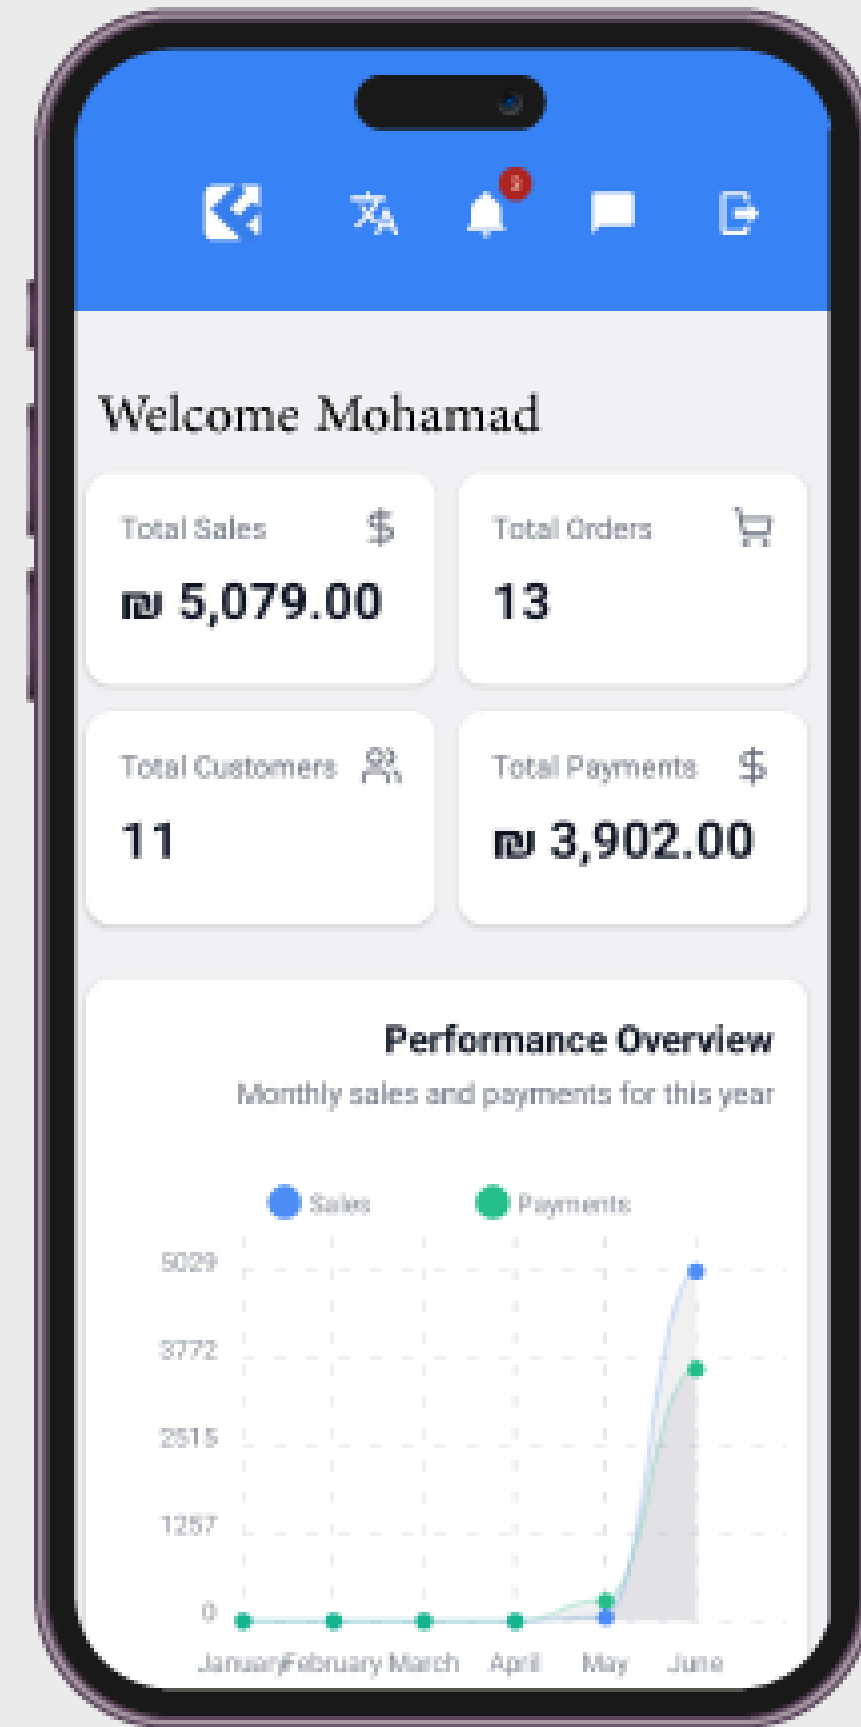 Welcome Mohamad
Total Sales
₪ 5,079.00
Total Orders
13
Total Customers
11
Total Payments
₪ 3,902.00
Performance Overview
Monthly sales and payments for this year
Sales Payments
5029
3772
2515
1257
0
January February March April May June